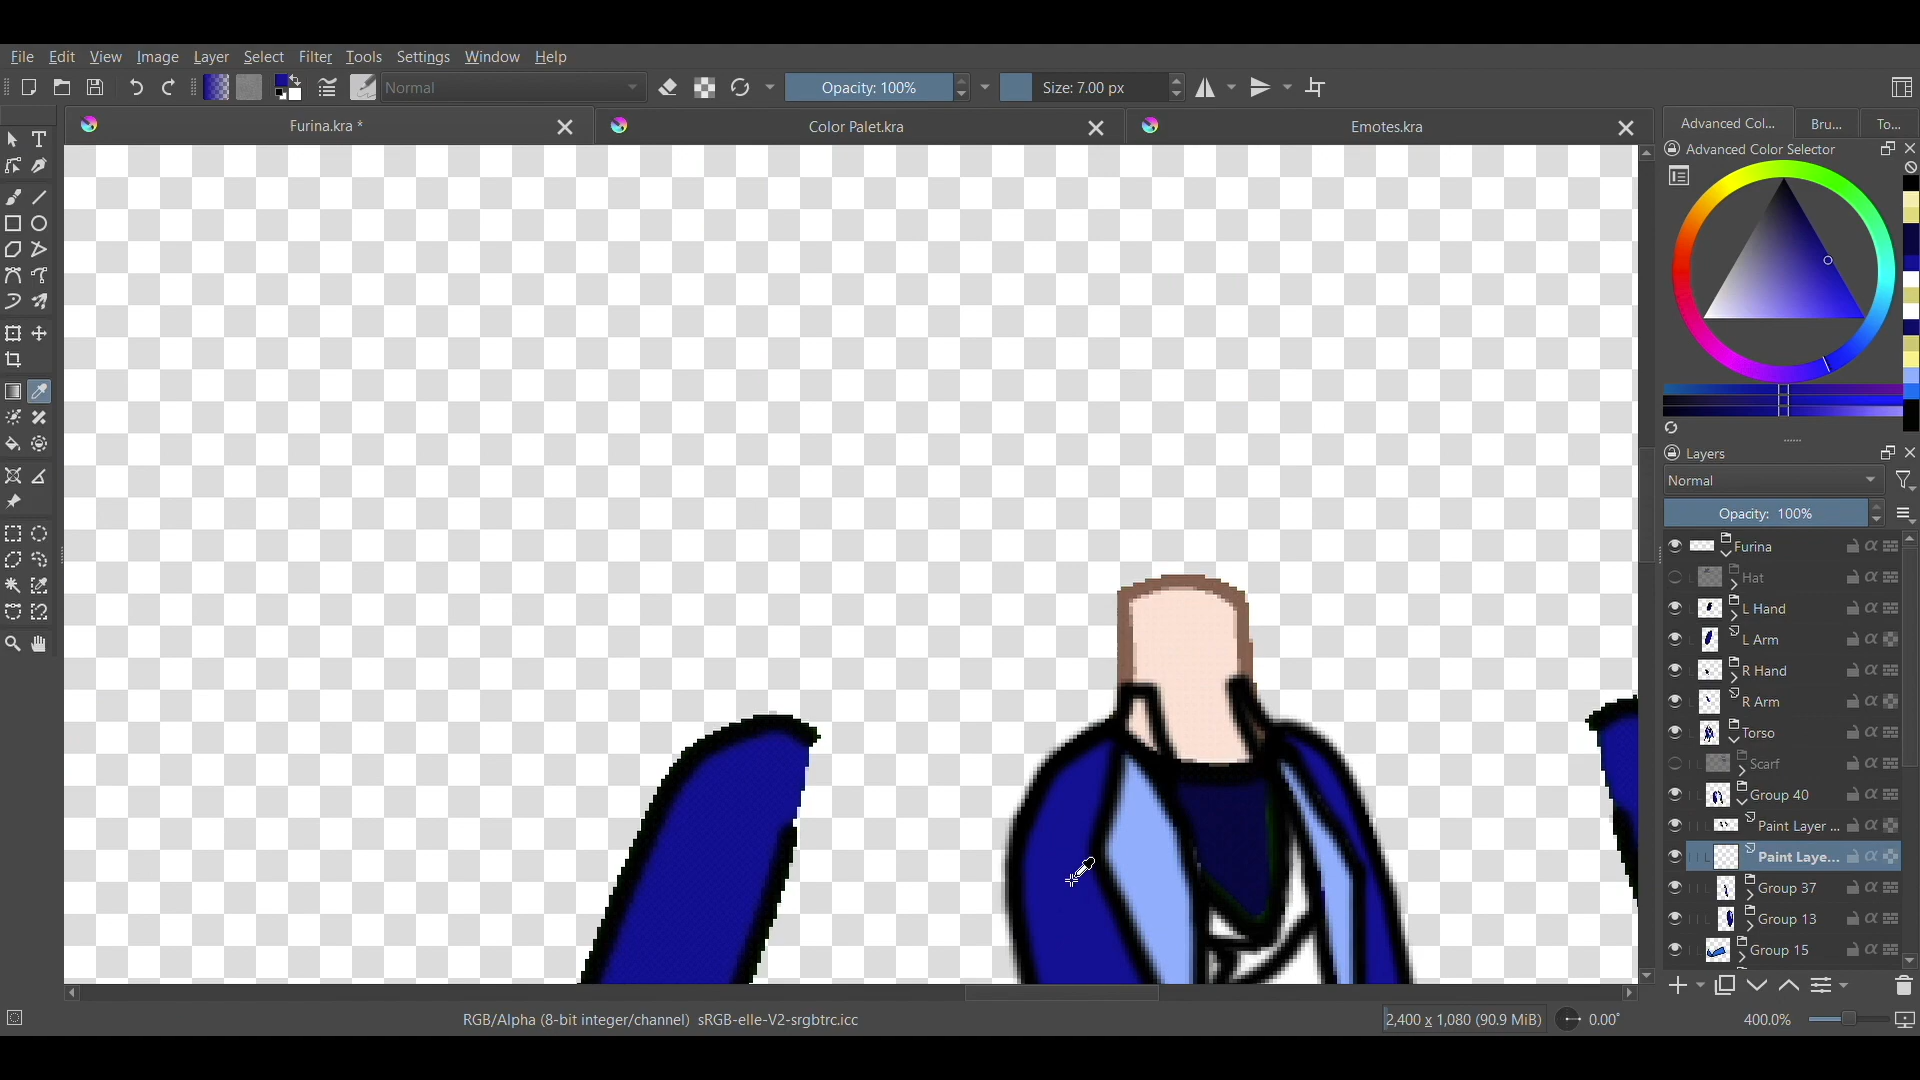 File Edit View Image Layer Select Filter Tools Settings Window Help
Normal Opacity: 100% Size: 7.00 px
Furina.kra * Color Palet.kra Emotes.kra
Advanced Col... Bru... To...
Advanced Color Selector
Layers
Normal
Opacity: 100%
Furina
Hat
L Hand
L Arm
R Hand
R Arm
Torso
Scarf
Group 40
Paint Layer ...
Paint Laye...
Group 37
Group 13
Group 15
RGB/Alpha (8-bit integer/channel) sRGB-elle-V2-srgbtrc.icc 2,400 x 1,080 (90.9 MiB) 0.00° 400.0%